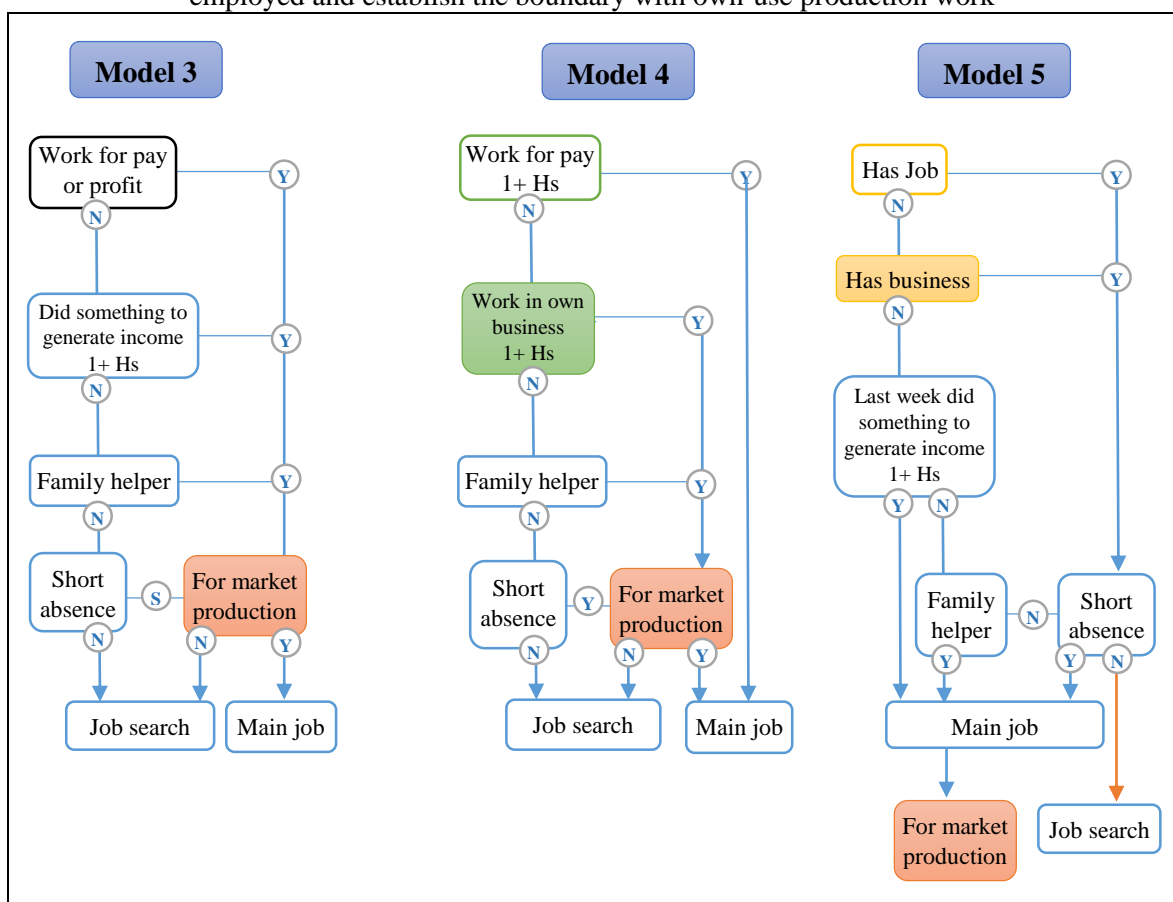 employed and establish the boundary with own-use production work
Model 3
Work for pay
or profit
Y
N
Did something to
generate income
1+ Hs
Y
N
Family helper
Y
N
Short
absence
S
For market
production
N
N
Y
Job search
Main job
Model 4
Work for pay
1+ Hs
Y
N
Work in own
business
1+ Hs
Y
N
Family helper
Y
N
Short
absence
Y
For market
production
N
N
Y
Job search
Main job
Model 5
Has Job
Y
N
Has business
Y
N
Last week did
something to
generate income
1+ Hs
Y
N
Family
helper
N
Short
absence
Y
Y
N
Main job
For market
production
Job search